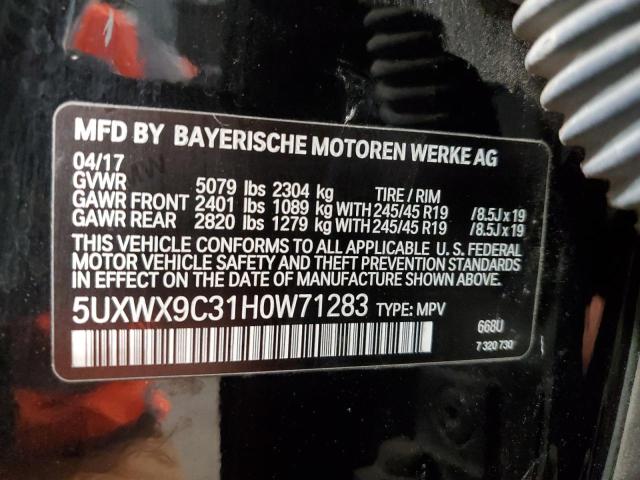 MFD BY BAYERISCHE MOTOREN WERKE AG
04/17
GVWR 5079 lbs 2304 kg TIRE / RIM
GAWR FRONT 2401 lbs 1089 kg WITH 245/45 R19 /8.5J x 19
GAWR REAR 2820 lbs 1279 kg WITH 245/45 R19 /8.5J x 19
THIS VEHICLE CONFORMS TO ALL APPLICABLE U. S. FEDERAL
MOTOR VEHICLE SAFETY AND THEFT PREVENTION STANDARDS
IN EFFECT ON THE DATE OF MANUFACTURE SHOWN ABOVE.
5UXWX9C31H0W71283 TYPE: MPV
668U
7 320 730